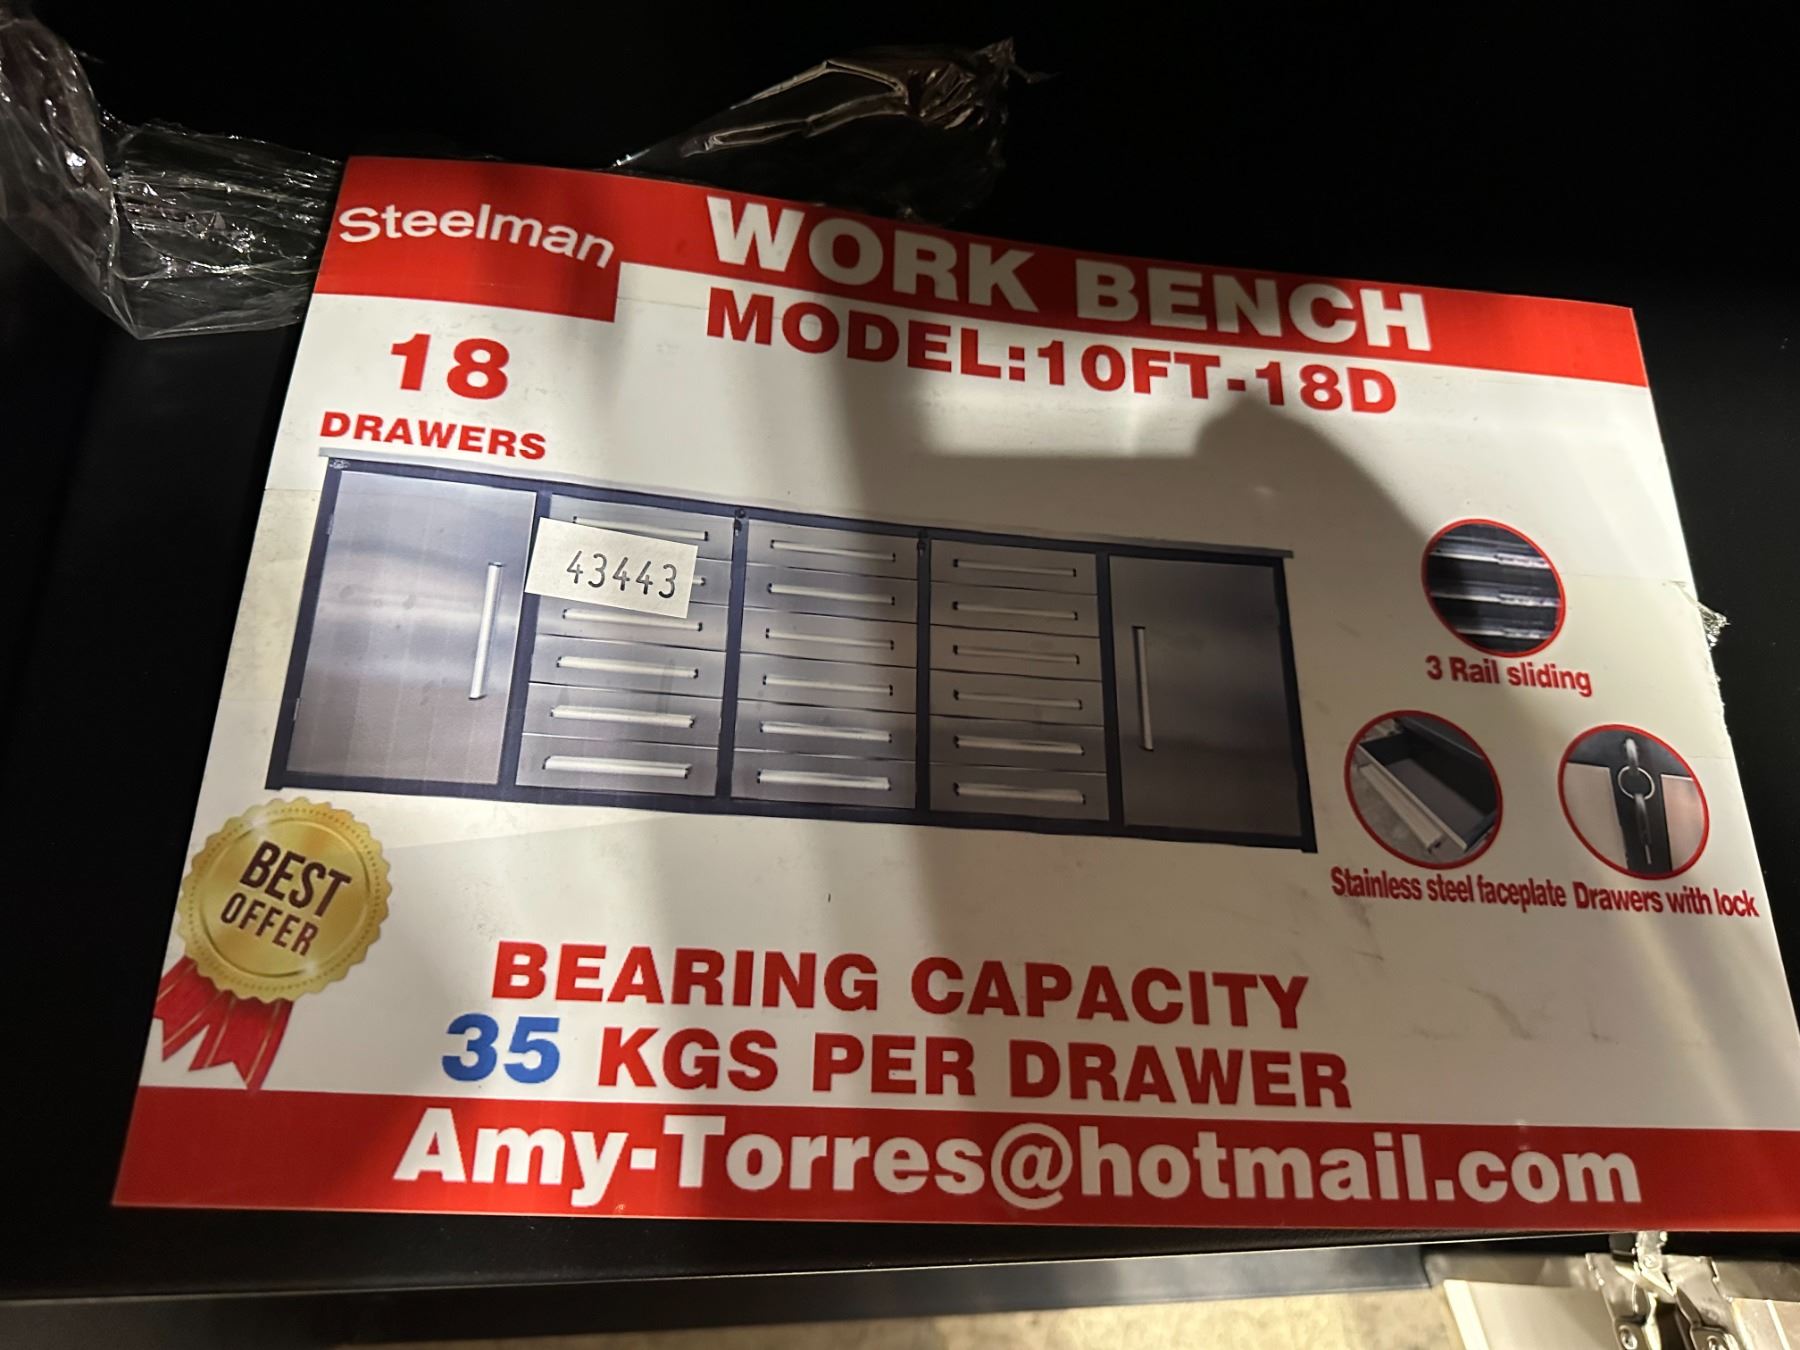 Steelman
WORK BENCH
MODEL:10FT-18D
18
DRAWERS
43443
3 Rail sliding
Stainless steel faceplate
Drawers with lock
BEST
OFFER
BEARING CAPACITY
35 KGS PER DRAWER
Amy-Torres@hotmail.com